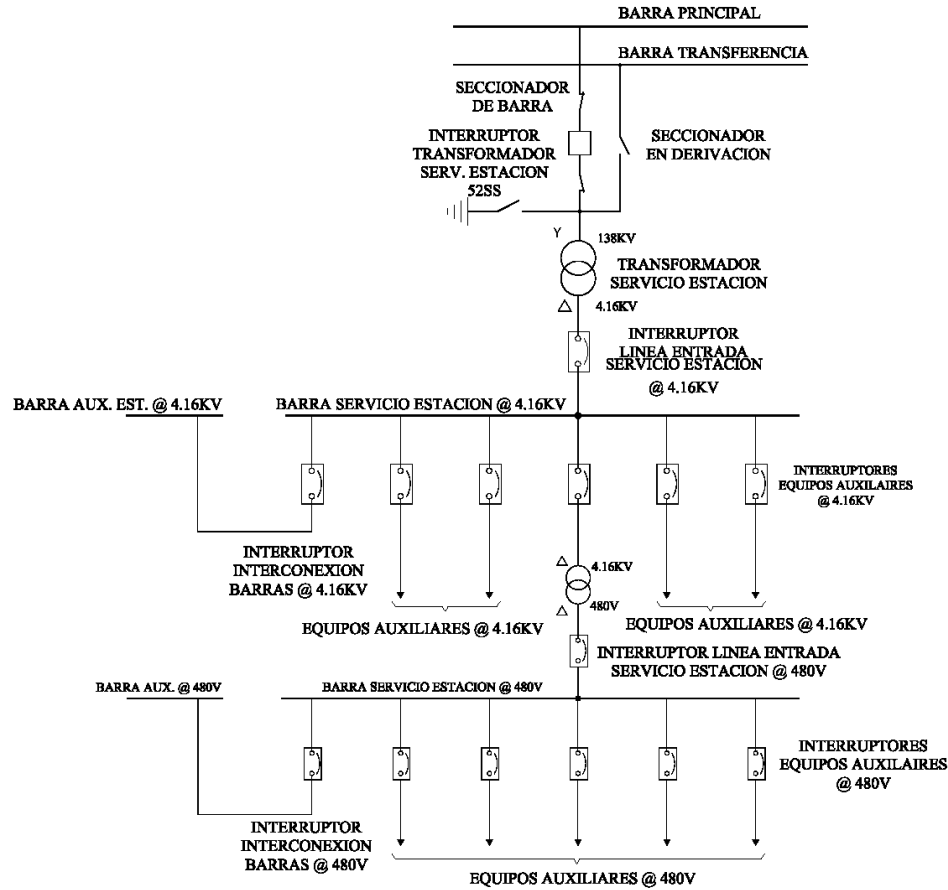 BARRA PRINCIPAL
BARRA TRANSFERENCIA
SECCIONADOR
DE BARRA
INTERRUPTOR
TRANSFORMADOR
SERV. ESTACION
52SS
SECCIONADOR
EN DERIVACION
Y
138KV
TRANSFORMADOR
SERVICIO ESTACION
4.16KV
INTERRUPTOR
LINEA ENTRADA
SERVICIO ESTACION
@ 4.16KV
BARRA AUX. EST. @ 4.16KV
BARRA SERVICIO ESTACION @ 4.16KV
INTERRUPTORES
EQUIPOS AUXILAIRES
@ 4.16KV
INTERRUPTOR
INTERCONEXION
BARRAS @ 4.16KV
4.16KV
480V
EQUIPOS AUXILIARES @ 4.16KV
EQUIPOS AUXILIARES @ 4.16KV
INTERRUPTOR LINEA ENTRADA
SERVICIO ESTACION @ 480V
BARRA AUX. @ 480V
BARRA SERVICIO ESTACION @ 480V
INTERRUPTORES
EQUIPOS AUXILAIRES
@ 480V
INTERRUPTOR
INTERCONEXION
BARRAS @ 480V
EQUIPOS AUXILIARES @ 480V